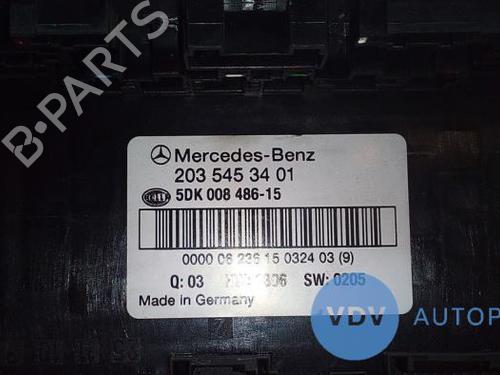 B-PARTS
Mercedes-Benz
203 545 34 01
HELLA 5DK 008 486-15
0000 06 236 15 0324 03 (9)
Q: 03 SW: 0205
Made in Germany
VDV AUTOP